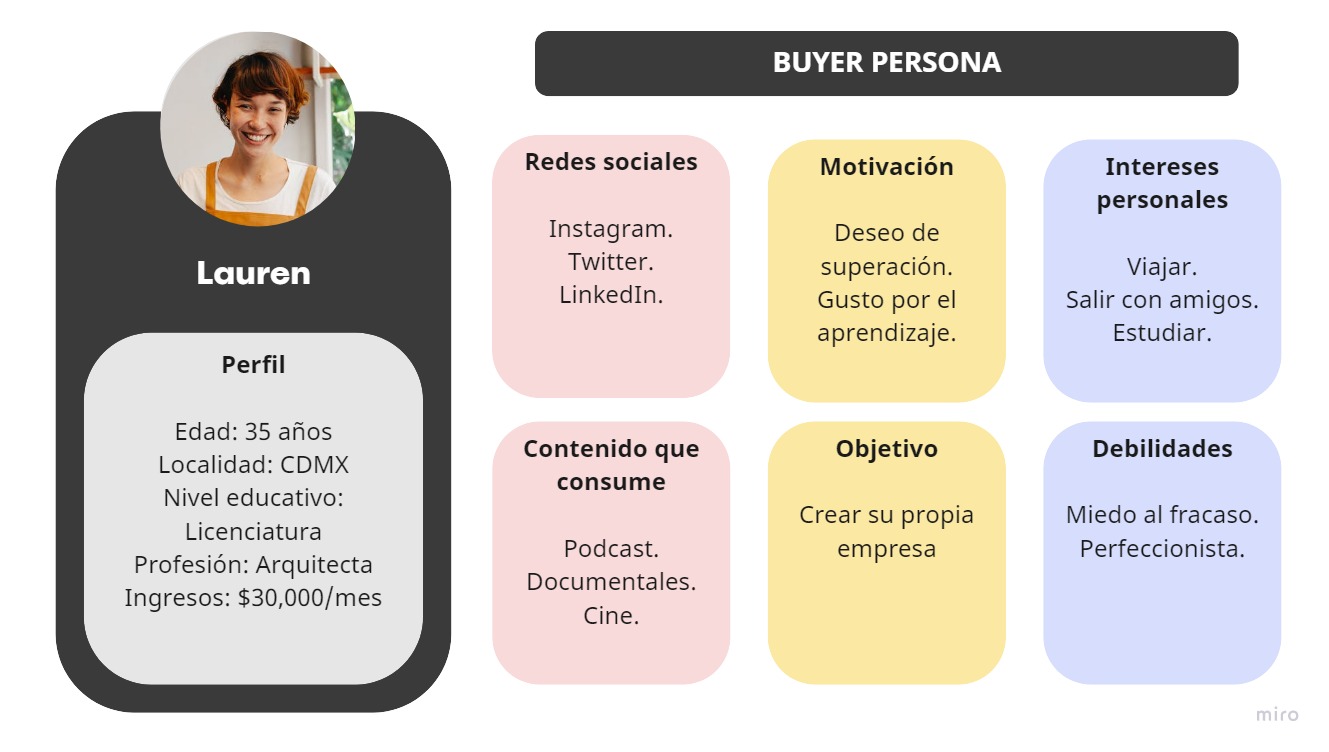 BUYER PERSONA
Lauren
Perfil
Edad: 35 años
Localidad: CDMX
Nivel educativo:
Licenciatura
Profesión: Arquitecta
Ingresos: $30,000/mes
Redes sociales
Instagram.
Twitter.
LinkedIn.
Motivación
Deseo de
superación.
Gusto por el
aprendizaje.
Intereses
personales
Viajar.
Salir con amigos.
Estudiar.
Contenido que
consume
Podcast.
Documentales.
Cine.
Objetivo
Crear su propia
empresa
Debilidades
Miedo al fracaso.
Perfeccionista.
miro